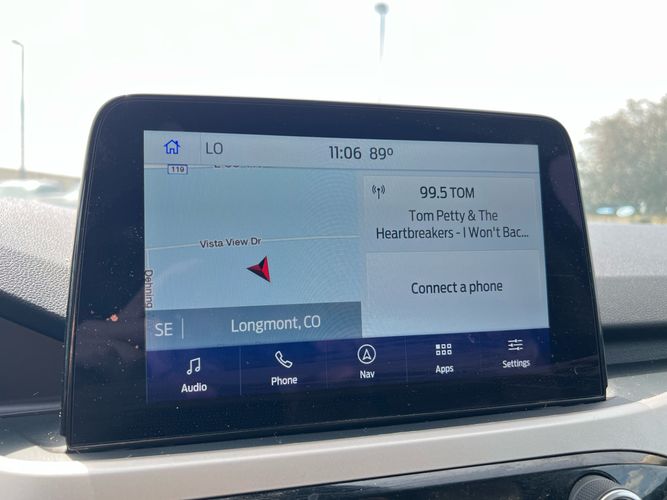 LO
11:06 89°
119
99.5 TOM
Tom Petty & The
Heartbreakers - I Won't Bac...
Vista View Dr
Dehning
Connect a phone
SE
Longmont, CO
Audio
Phone
Nav
Apps
Settings